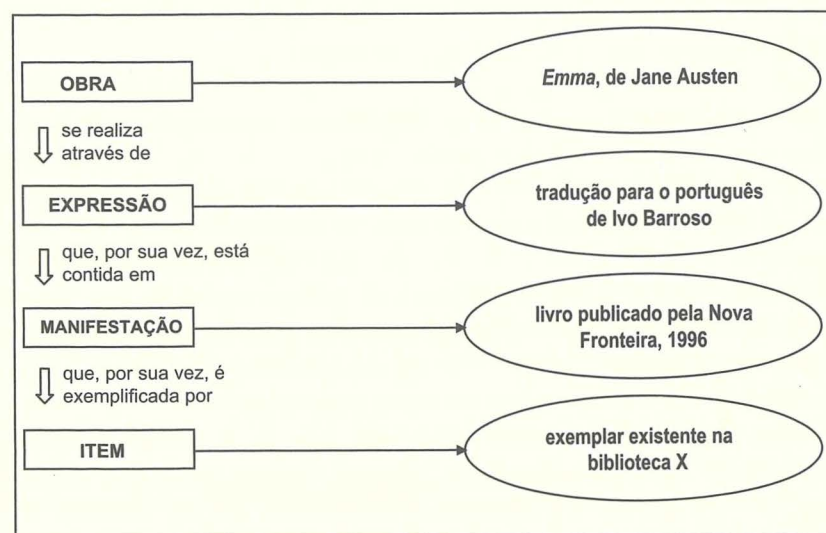 OBRA
Emma, de Jane Austen
se realiza
através de
EXPRESSÃO
tradução para o português
de Ivo Barroso
que, por sua vez, está
contida em
MANIFESTAÇÃO
livro publicado pela Nova
Fronteira, 1996
que, por sua vez, é
exemplificada por
ITEM
exemplar existente na
biblioteca X